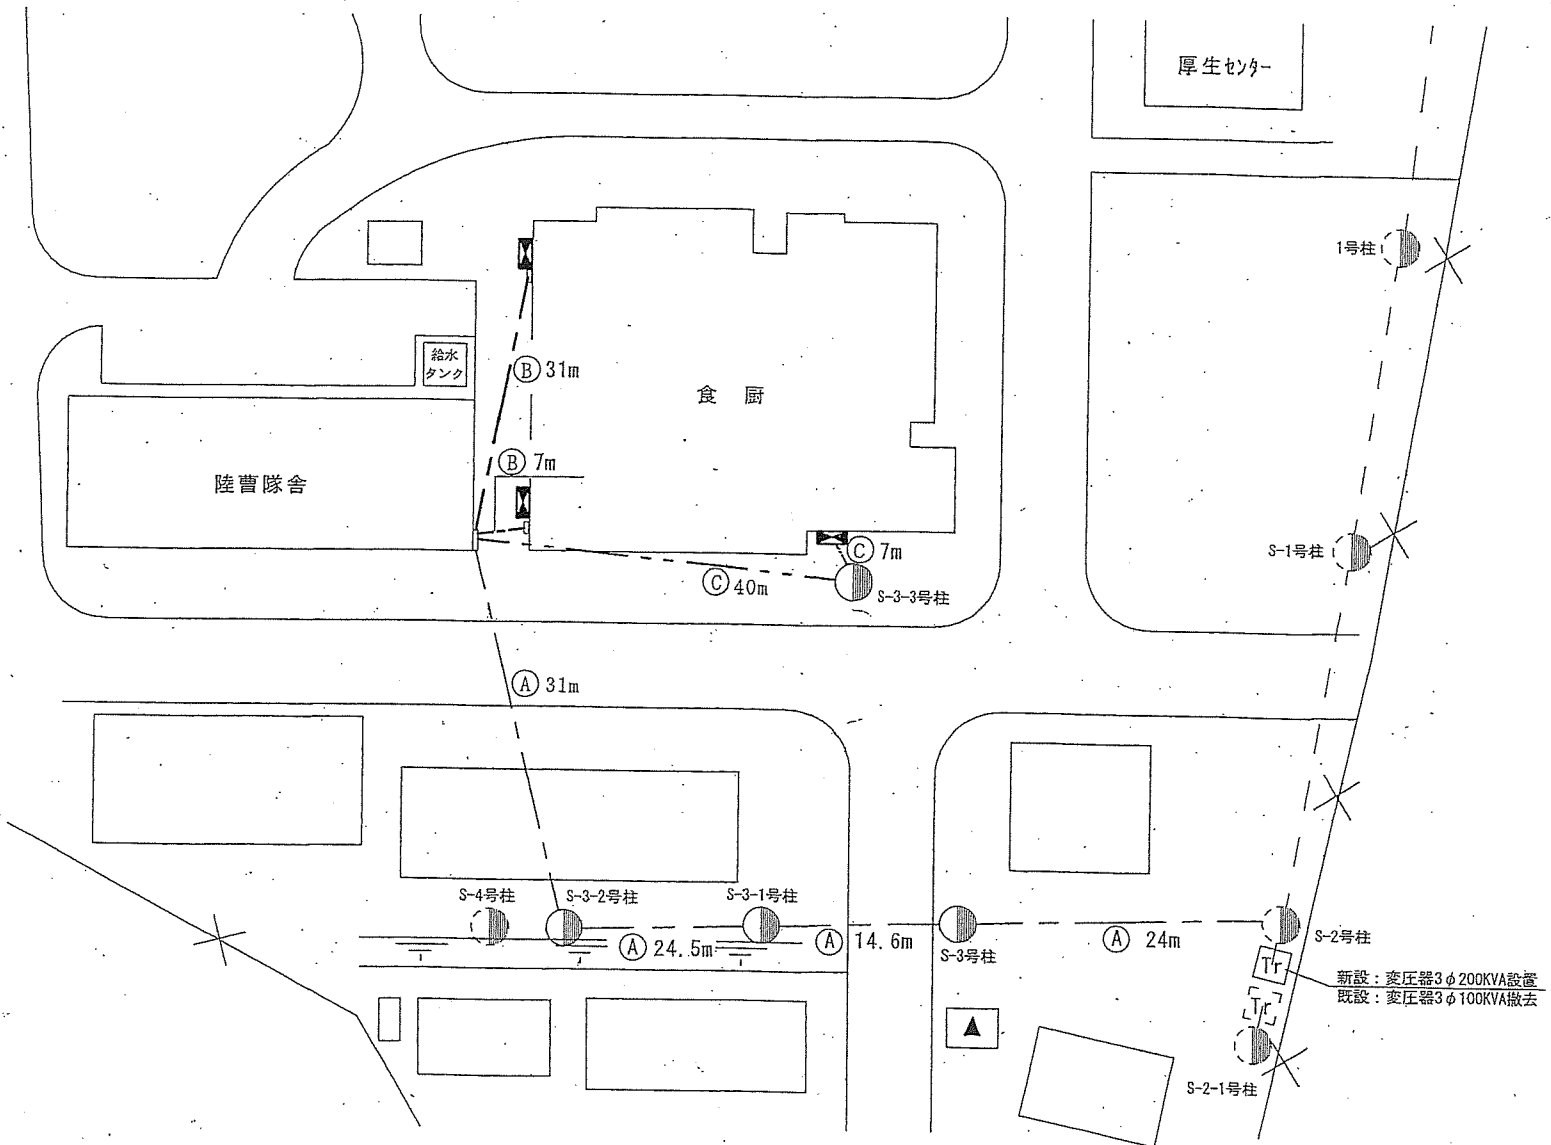 厚生センター
1号柱
給水
タンク
Ⓑ 31m
食 厨
Ⓑ 7m
陸曹隊舎
Ⓒ 7m
S-1号柱
Ⓒ 40m
S-3-3号柱
Ⓐ 31m
S-4号柱
S-3-2号柱
S-3-1号柱
Ⓐ 24.5m
Ⓐ 14.6m
S-3号柱
Ⓐ 24m
S-2号柱
Tr
新設：変圧器3φ200KVA設置
既設：変圧器3φ100KVA撤去
Tr
S-2-1号柱